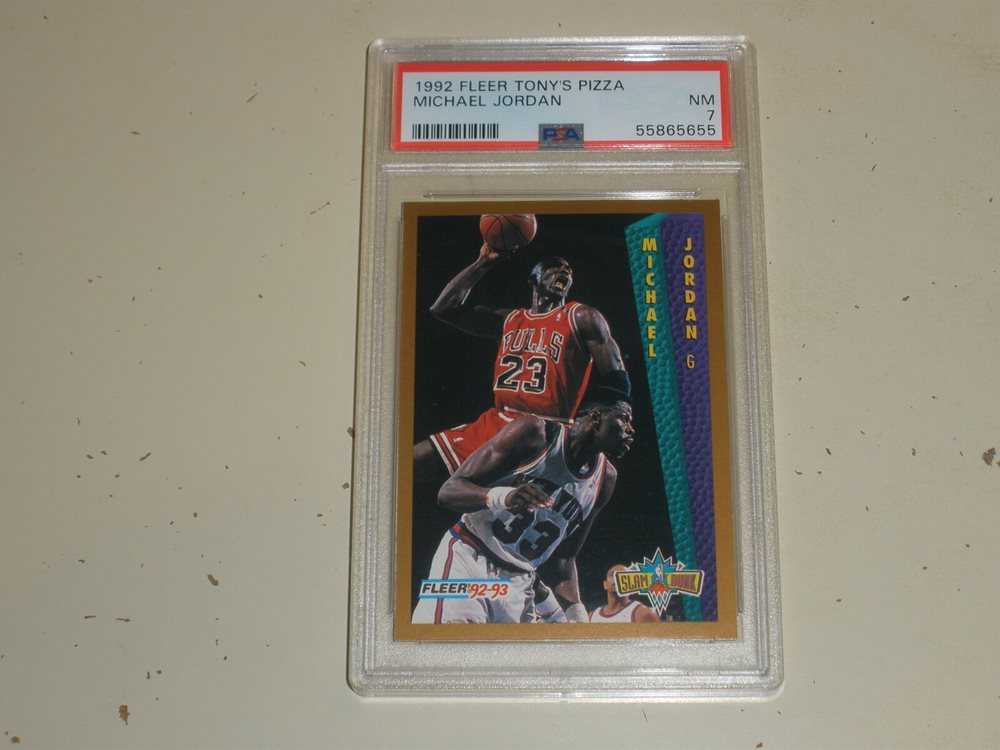 1992 FLEER TONY'S PIZZA
MICHAEL JORDAN
NM
7
PSA
55865655
MICHAEL
JORDAN
G
BULLS
23
33
FLEER '92-93
SLAM DUNK